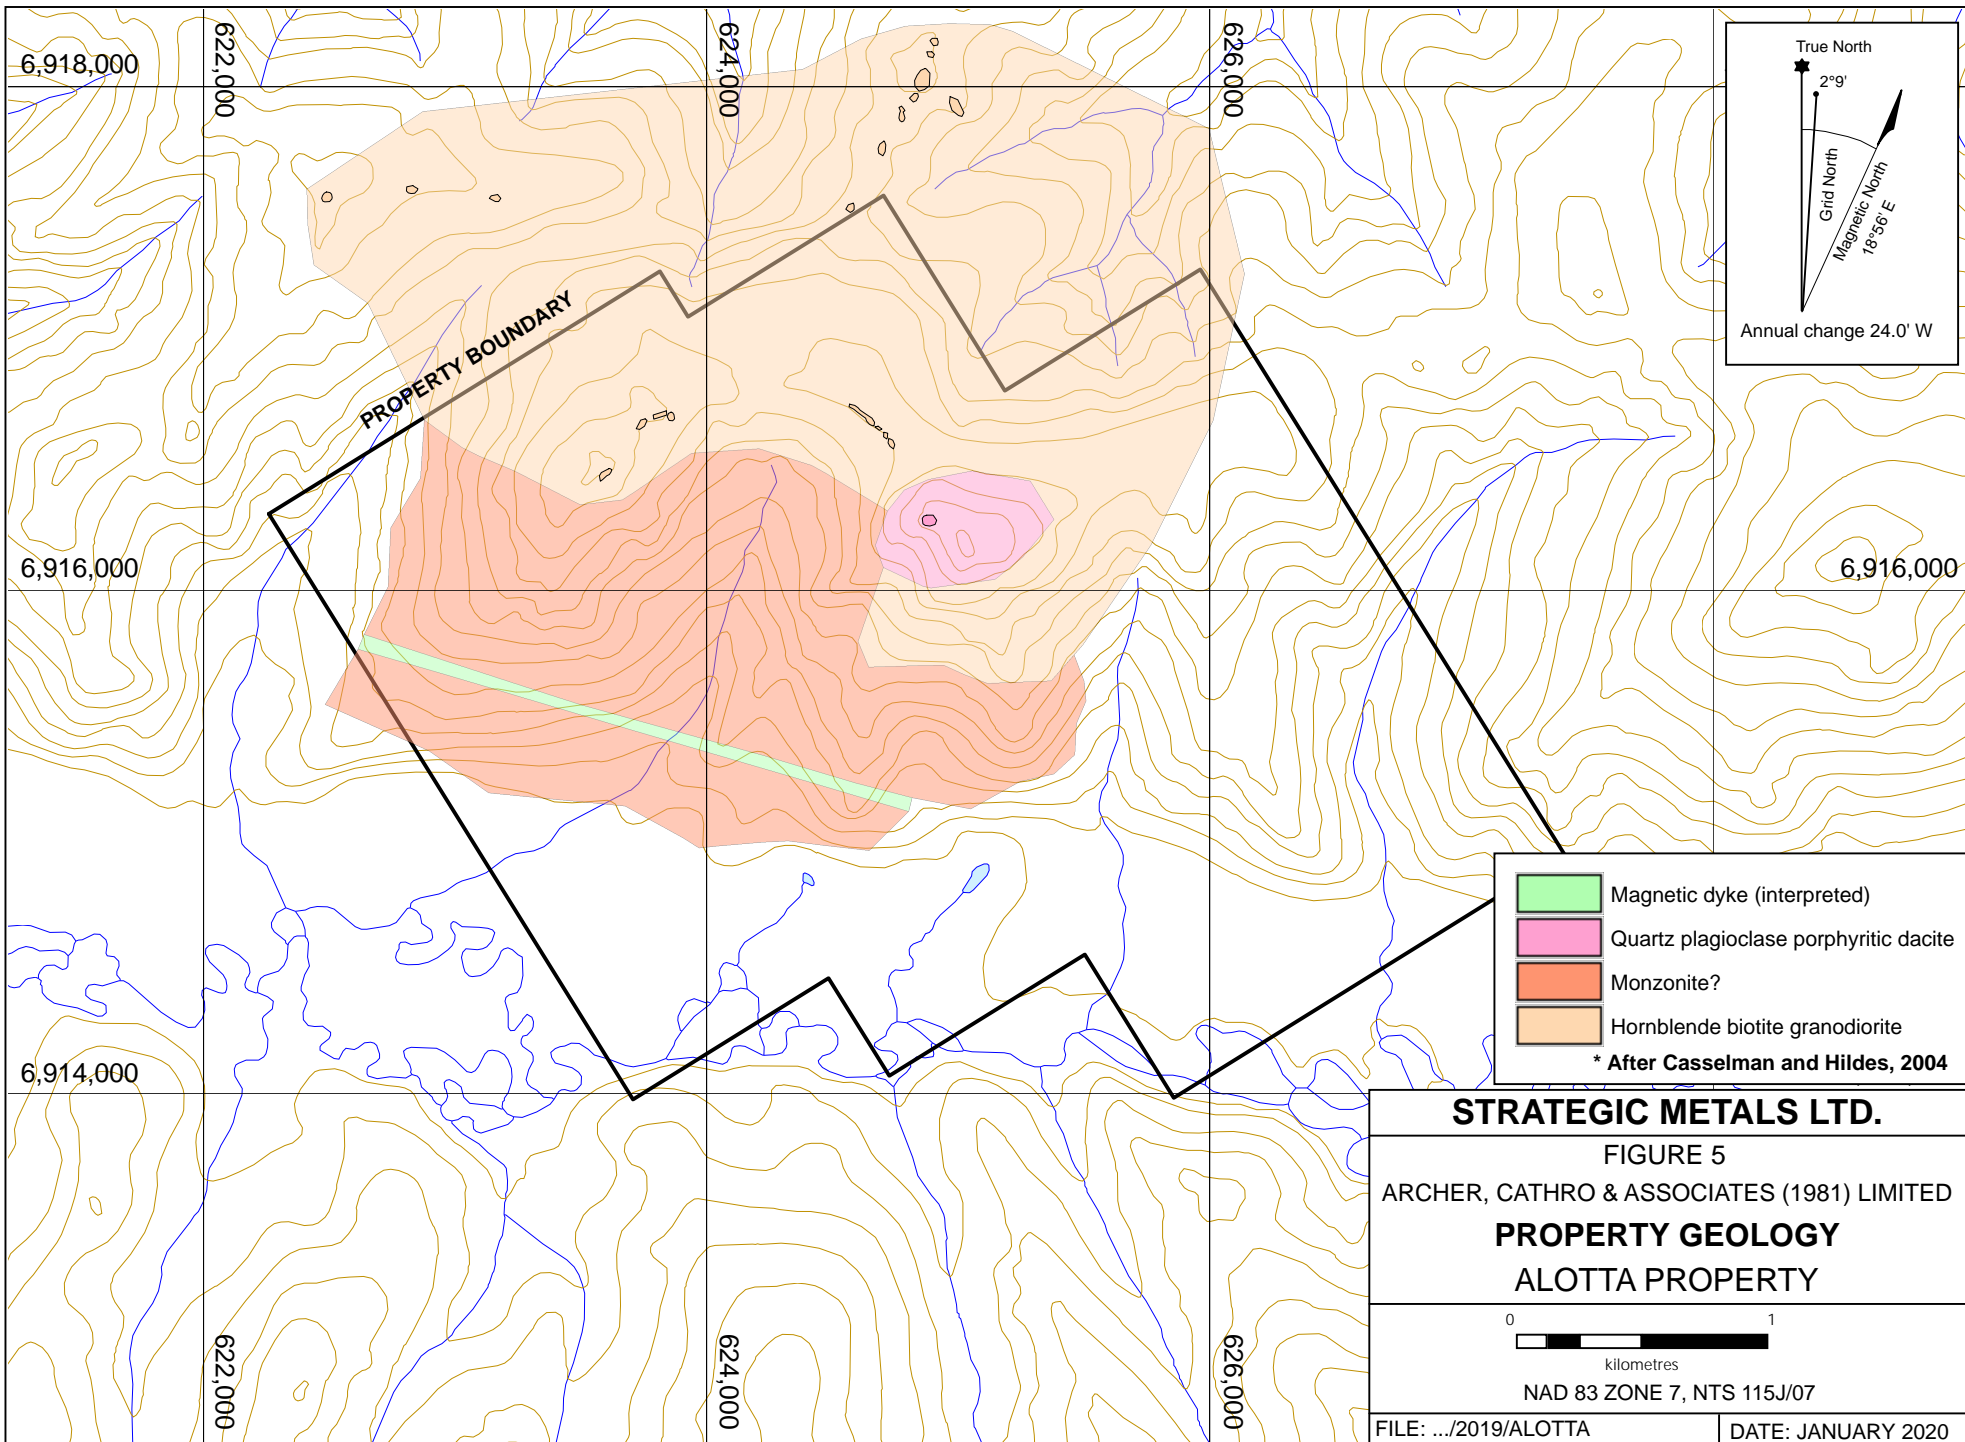 6,918,000
622,000
624,000
626,000
True North
2°9'
Grid North
Magnetic North
18°56' E
Annual change 24.0' W
PROPERTY BOUNDARY
6,916,000
6,916,000
Magnetic dyke (interpreted)
Quartz plagioclase porphyritic dacite
Monzonite?
Hornblende biotite granodiorite
* After Casselman and Hildes, 2004
6,914,000
STRATEGIC METALS LTD.
FIGURE 5
ARCHER, CATHRO & ASSOCIATES (1981) LIMITED
PROPERTY GEOLOGY
ALOTTA PROPERTY
0 1
kilometres
NAD 83 ZONE 7, NTS 115J/07
622,000
624,000
626,000
FILE: .../2019/ALOTTA
DATE: JANUARY 2020